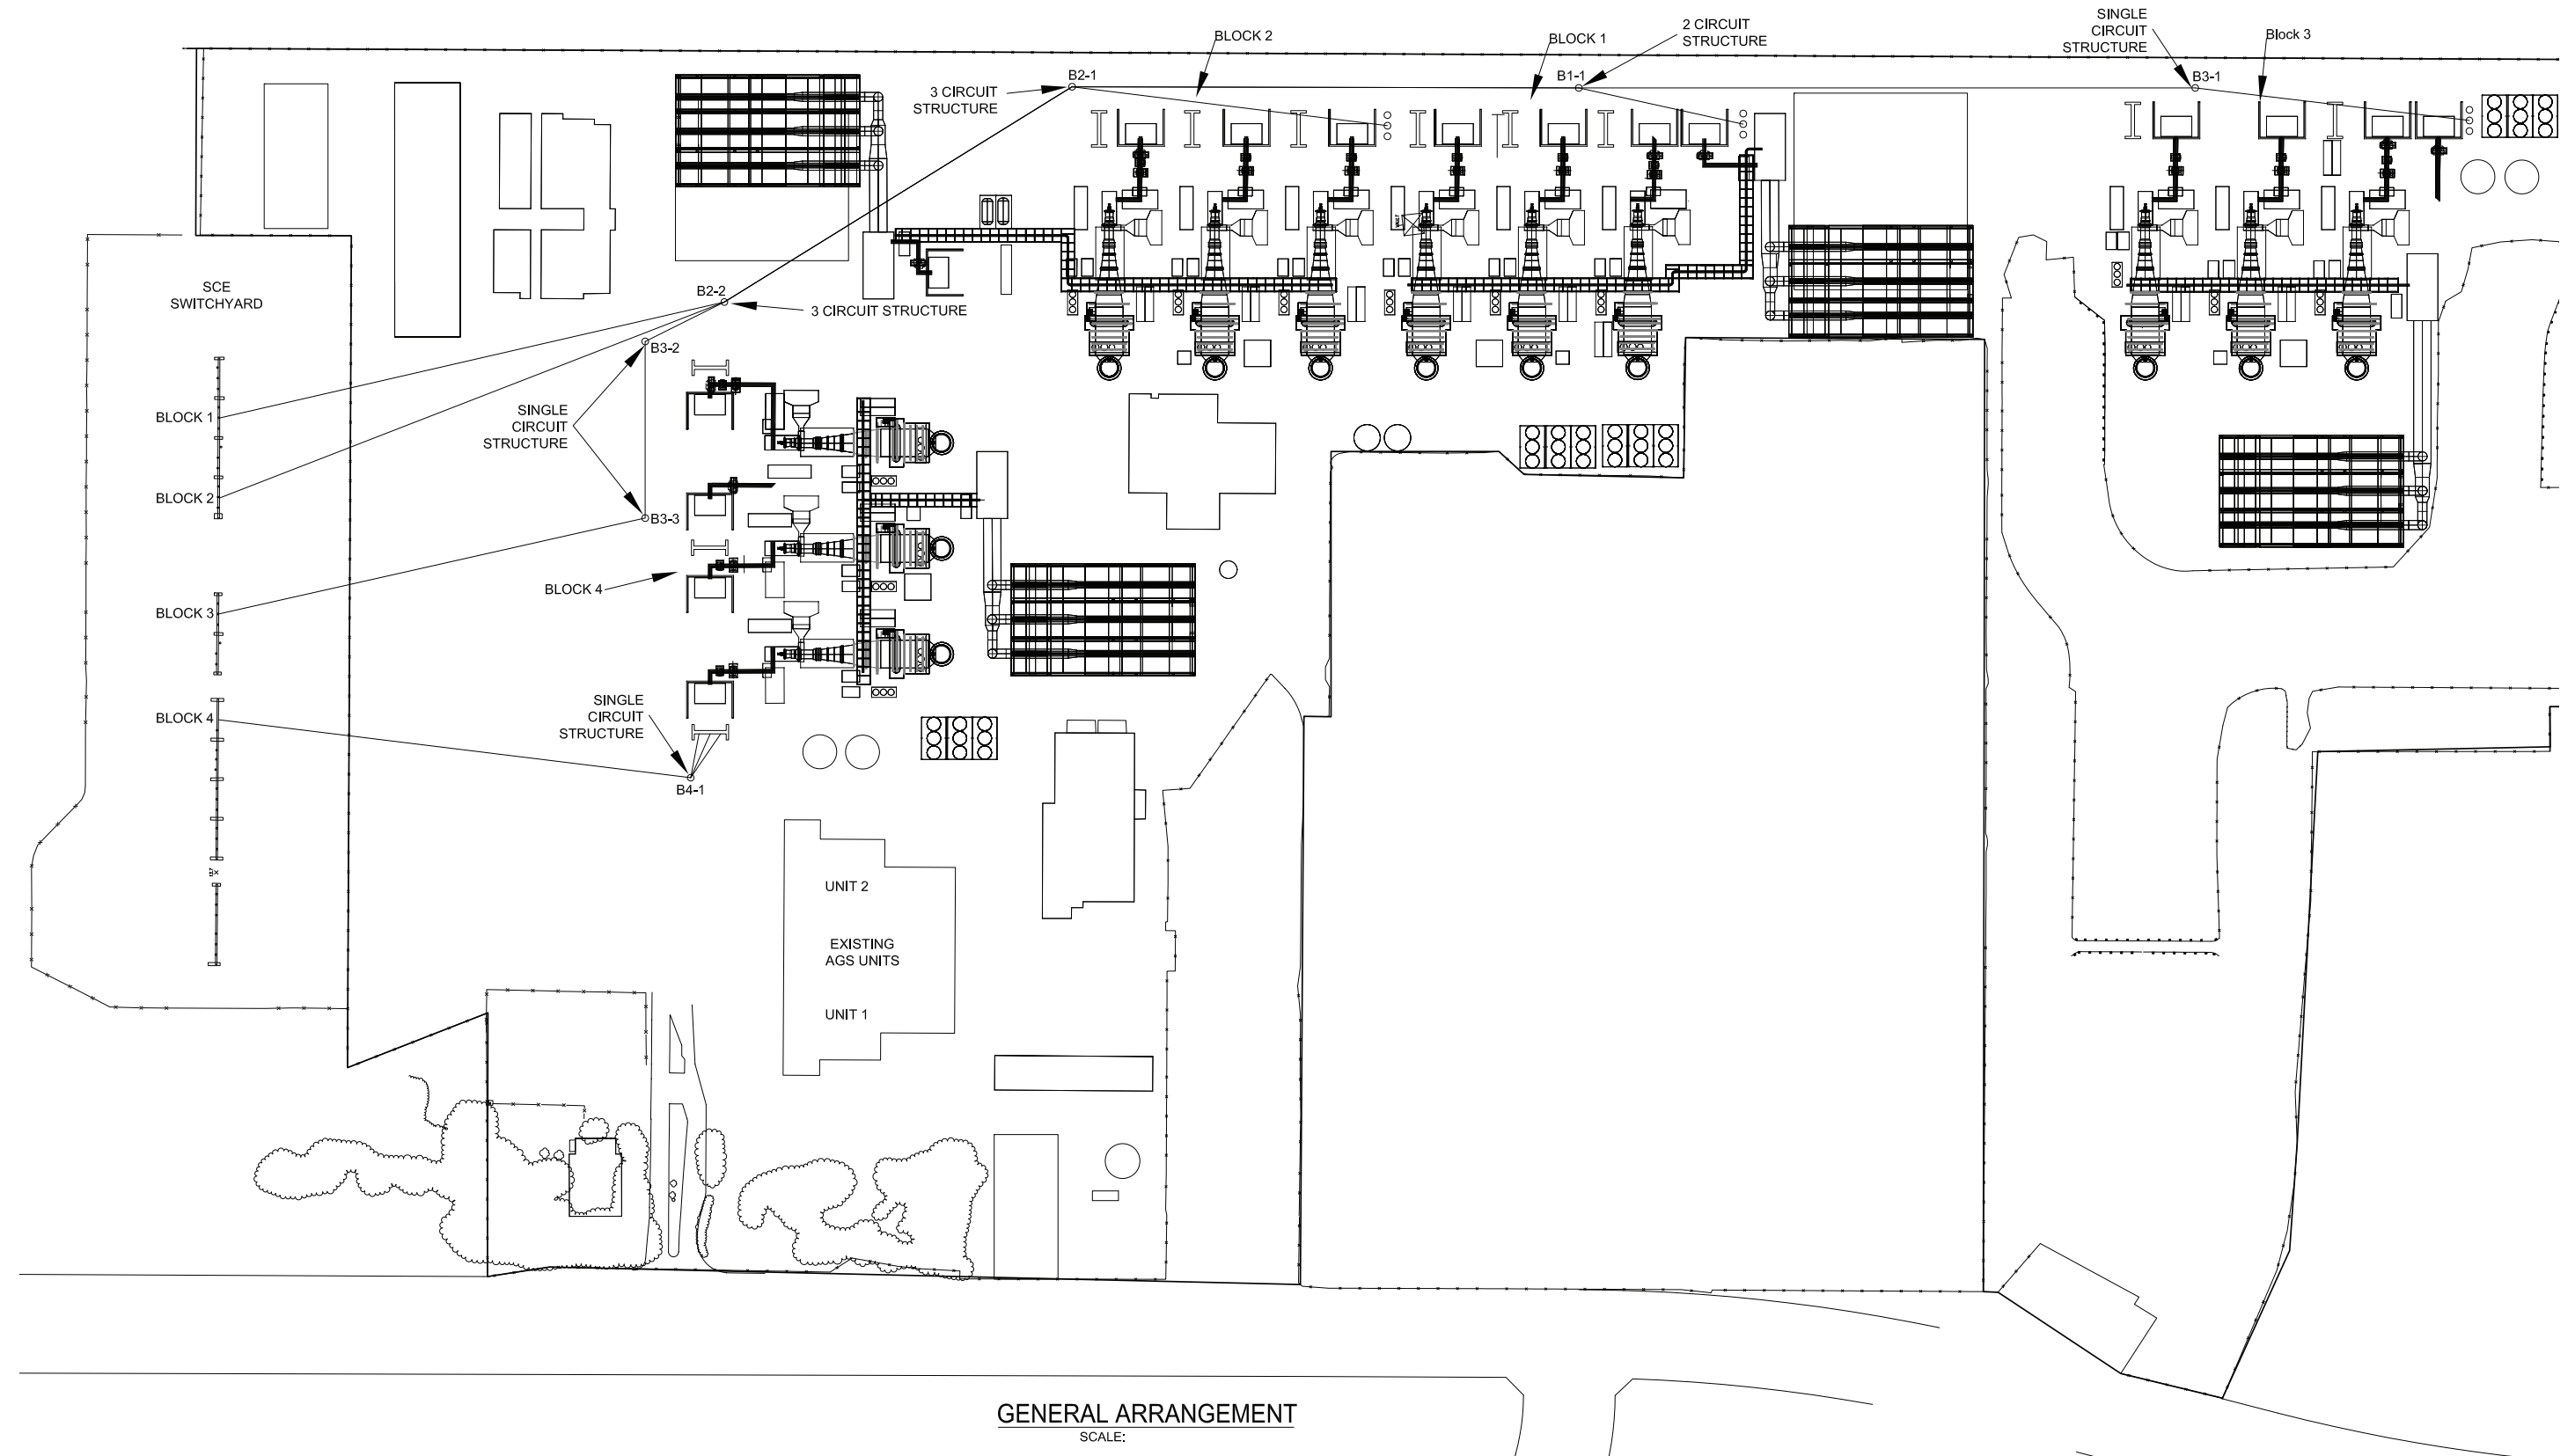 SINGLE
CIRCUIT
STRUCTURE
2 CIRCUIT
STRUCTURE
BLOCK 2
BLOCK 1
Block 3
B2-1
B1-1
B3-1
3 CIRCUIT
STRUCTURE
SCE
SWITCHYARD
B2-2
3 CIRCUIT STRUCTURE
B3-2
SINGLE
CIRCUIT
STRUCTURE
BLOCK 1
BLOCK 2
B3-3
BLOCK 4
BLOCK 3
SINGLE
CIRCUIT
STRUCTURE
BLOCK 4
B4-1
UNIT 2
EXISTING
AGS UNITS
UNIT 1
GENERAL ARRANGEMENT
SCALE: